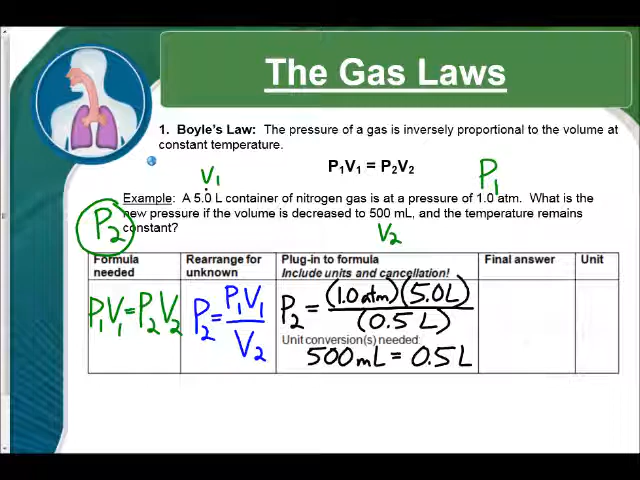 The Gas Laws
1. Boyle's Law: The pressure of a gas is inversely proportional to the volume at
constant temperature.
P₁V₁ = P₂V₂
V₁
P₁
Example: A 5.0 L container of nitrogen gas is at a pressure of 1.0 atm. What is the
new pressure if the volume is decreased to 500 mL, and the temperature remains
constant?
P₂
V₂
Formula needed
Rearrange for unknown
Plug-in to formula
Include units and cancellation!
Final answer
Unit
P₁V₁=P₂V₂
P₂=P₁V₁/V₂
P₂=(1.0 atm)(5.0L)/(0.5 L)
Unit conversion(s) needed:
500mL = 0.5L